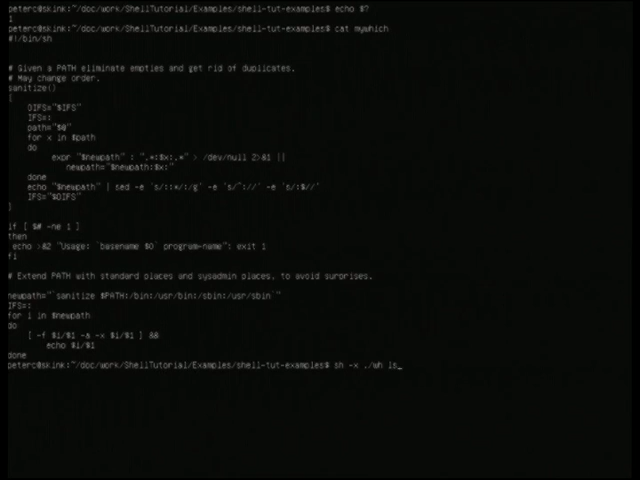 peterc@skink:~/doc/work/ShellTutorial/Examples/shell-tut-examples$ echo $?
1
peterc@skink:~/doc/work/ShellTutorial/Examples/shell-tut-examples$ cat mywhich
#!/bin/sh
# Given a PATH eliminate empties and get rid of duplicates.
# May change order.
sanitize()
{
OIFS="$IFS"
IFS=:
path="$@"
for x in $path
do
expr "$newpath" : ".*:$x:.*" > /dev/null 2>&1 ||
newpath="$newpath:$x:"
done
echo "$newpath" | sed -e 's/::*/:/g' -e 's/^://' -e 's/:$//'
IFS="$OIFS"
}
if [ $# -ne 1 ]
then
echo >&2 "Usage: `basename $0` program-name": exit 1
fi
# Extend PATH with standard places and sysadmin places, to avoid surprises.
newpath="`sanitize $PATH:/bin:/usr/bin:/sbin:/usr/sbin`"
IFS=:
for i in $newpath
do
[ -f $i/$1 -a -x $i/$1 ] &&
echo $i/$1
done
peterc@skink:~/doc/work/ShellTutorial/Examples/shell-tut-examples$ sh -x ./wh ls_